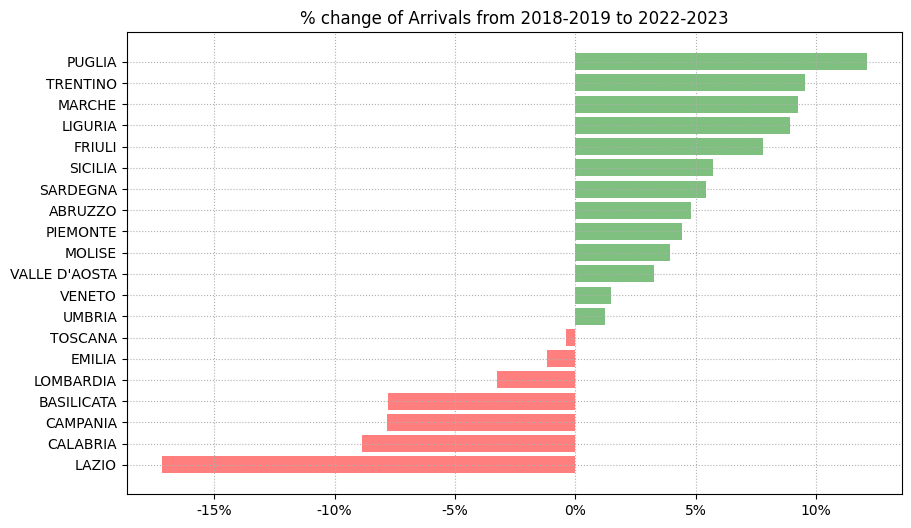 % change of Arrivals from 2018-2019 to 2022-2023
PUGLIA
TRENTINO
MARCHE
LIGURIA
FRIULI
SICILIA
SARDEGNA
ABRUZZO
PIEMONTE
MOLISE
VALLE D'AOSTA
VENETO
UMBRIA
TOSCANA
EMILIA
LOMBARDIA
BASILICATA
CAMPANIA
CALABRIA
LAZIO
-15% -10% -5% 0% 5% 10%